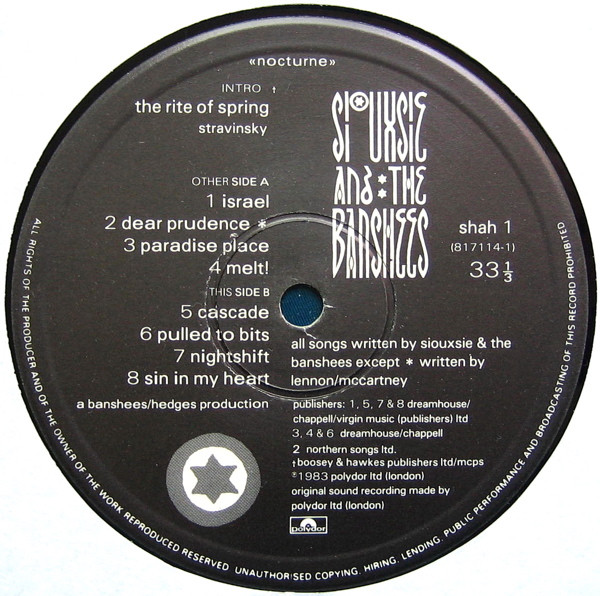 «nocturne»
INTRO †
the rite of spring
stravinsky
OTHER SIDE A
1 israel
2 dear prudence *
3 paradise place
4 melt!
THIS SIDE B
5 cascade
6 pulled to bits
7 nightshift
8 sin in my heart
a banshees/hedges production
SiOUXSiE
and : THE
BANSHEES
shah 1
(817114-1)
33 1/3
all songs written by siouxsie & the
banshees except * written by
lennon/mccartney
publishers: 1, 5, 7 & 8 dreamhouse/
chappell/virgin music (publishers) ltd
3, 4 & 6 dreamhouse/chappell
2 northern songs ltd.
† boosey & hawkes publishers ltd/mcps
℗1983 polydor ltd (london)
original sound recording made by
polydor ltd (london)
polydor
ALL RIGHTS OF THE PRODUCER AND OF THE OWNER OF THE WORK REPRODUCED RESERVED UNAUTHORISED COPYING, HIRING, LENDING, PUBLIC PERFORMANCE AND BROADCASTING OF THIS RECORD PROHIBITED